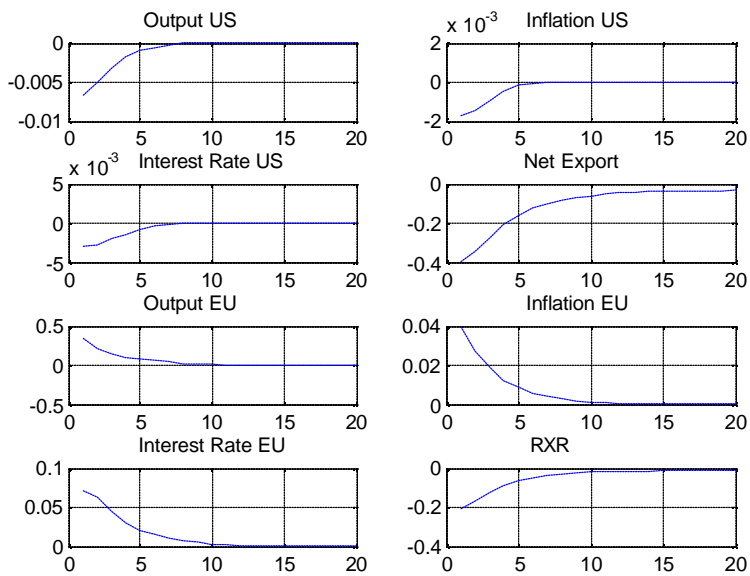 Output US
0
-0.005
-0.01
0 5 10 15 20
Inflation US
x 10-3
2
0
-2
0 5 10 15 20
Interest Rate US
x 10-3
5
0
-5
0 5 10 15 20
Net Export
0
-0.2
-0.4
0 5 10 15 20
Output EU
0.5
0
-0.5
0 5 10 15 20
Inflation EU
0.04
0.02
0
0 5 10 15 20
Interest Rate EU
0.1
0.05
0
0 5 10 15 20
RXR
0
-0.2
-0.4
0 5 10 15 20